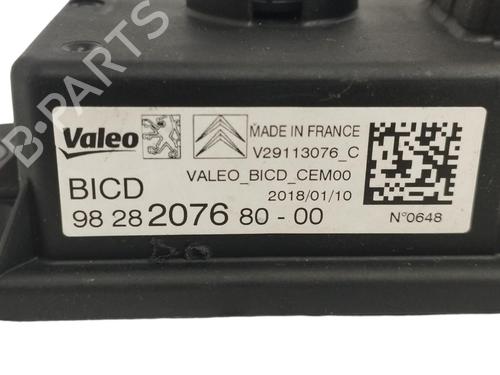 B-PARTS
Valeo
MADE IN FRANCE
V29113076_C
VALEO_BICD_CEM00
2018/01/10
BICD
98 28 2076 80 - 00
N°0648